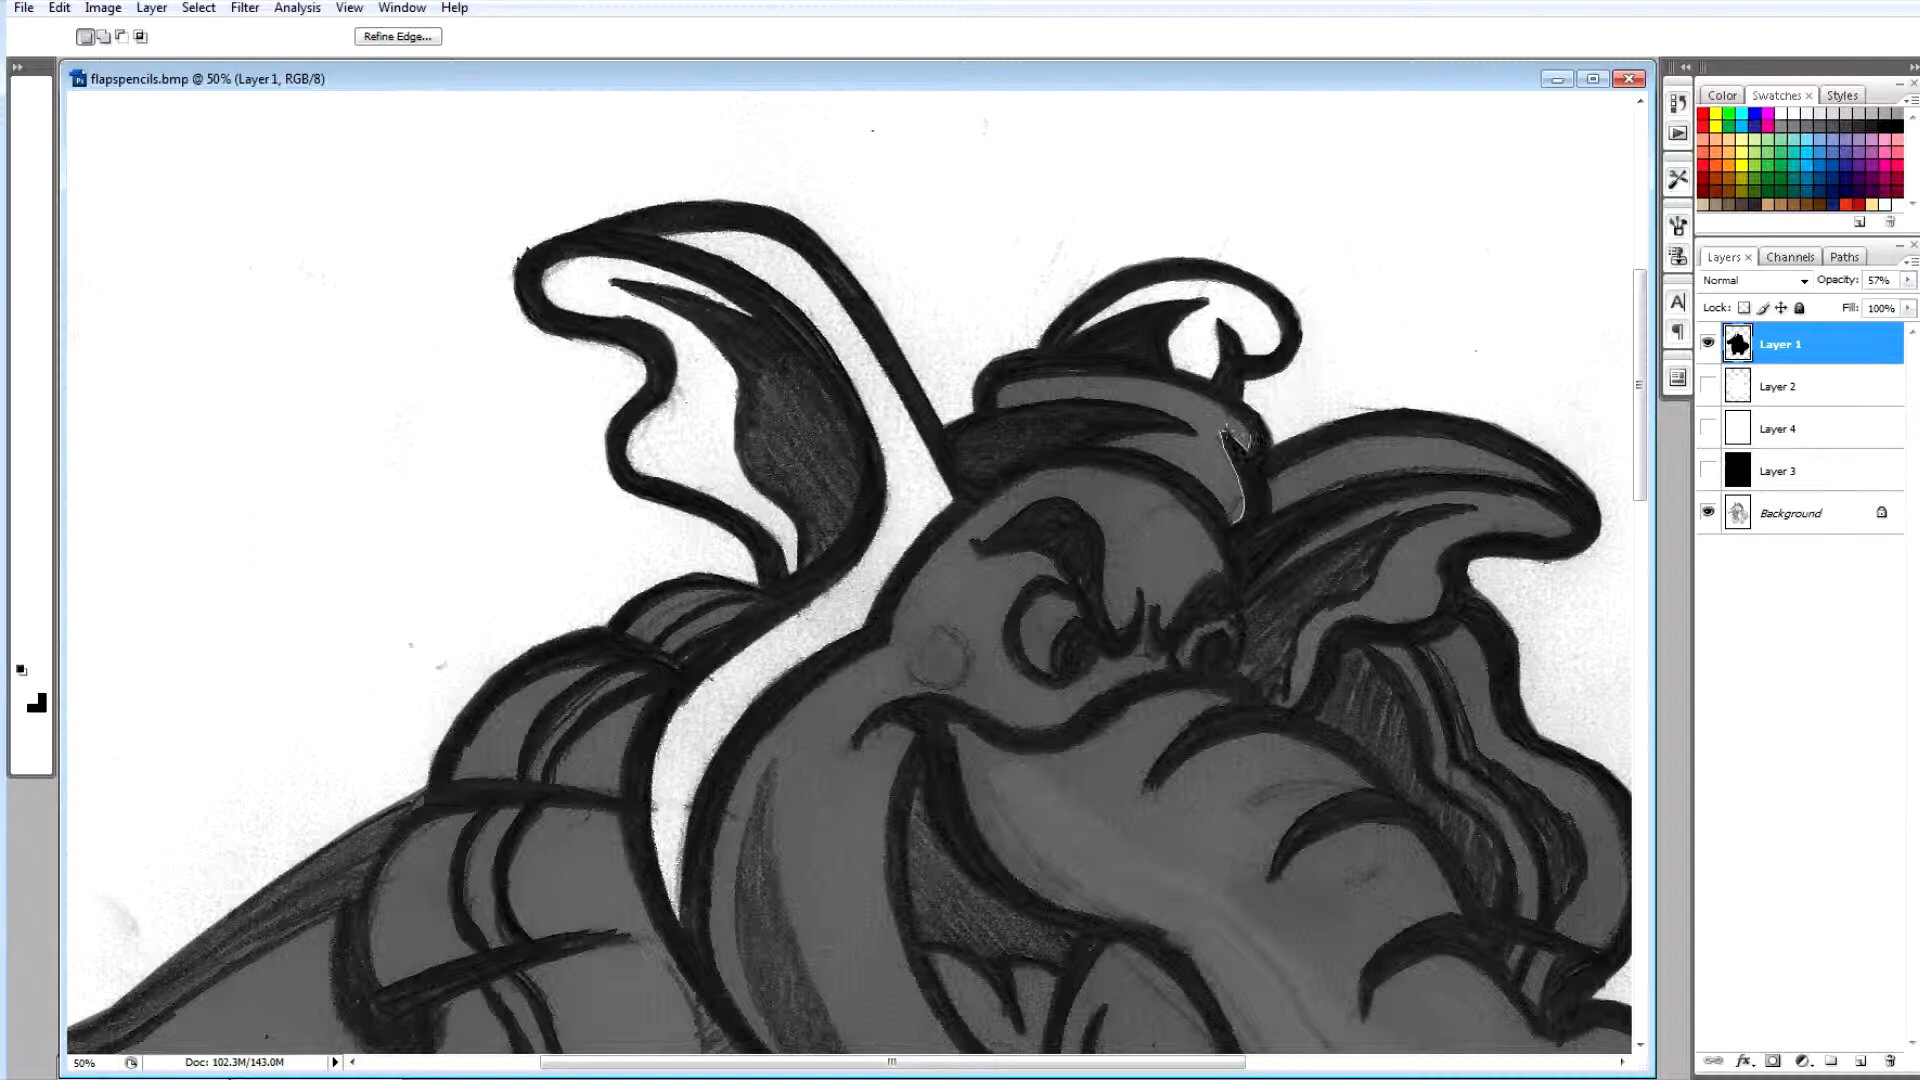 File Edit Image Layer Select Filter Analysis View Window Help
Refine Edge...
flapspencils.bmp @ 50% (Layer 1, RGB/8)
Color Swatches × Styles
Layers × Channels Paths
Normal Opacity: 57%
Lock: Fill: 100%
Layer 1
Layer 2
Layer 4
Layer 3
Background
50% Doc: 102.3M/143.0M